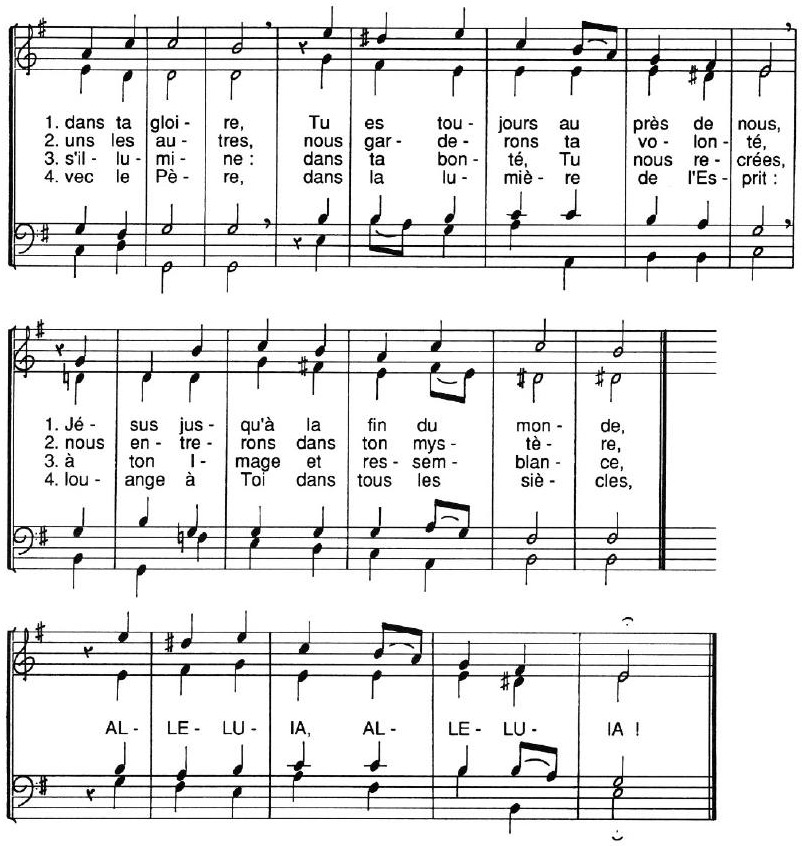 1. dans ta gloi - re, Tu es tou - jours au près de nous,
2. uns les au - tres, nous gar - de - rons ta vo - lon - té,
3. s'il - lu - mi - ne : dans ta bon - té, Tu nous re - crées,
4. vec le Pè - re, dans la lu - miè - re de l'Es - prit :
1. Jé - sus jus - qu'à la fin du mon - de,
2. nous en - tre - rons dans ton mys - tè - re,
3. à ton I - mage et res - sem - blan - ce,
4. lou - ange à Toi dans tous les siè - cles,
AL - LE - LU - IA, AL - LE - LU - IA !